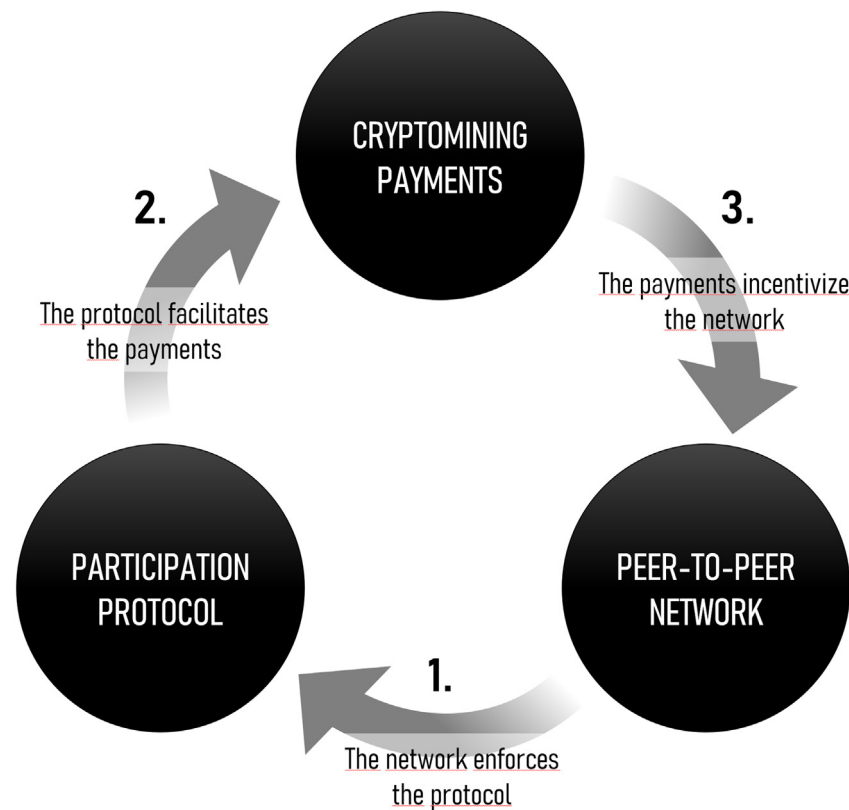 CRYPTOMINING
PAYMENTS
2.
3.
The protocol facilitates
the payments
The payments incentivize
the network
PARTICIPATION
PROTOCOL
PEER-TO-PEER
NETWORK
1.
The network enforces
the protocol